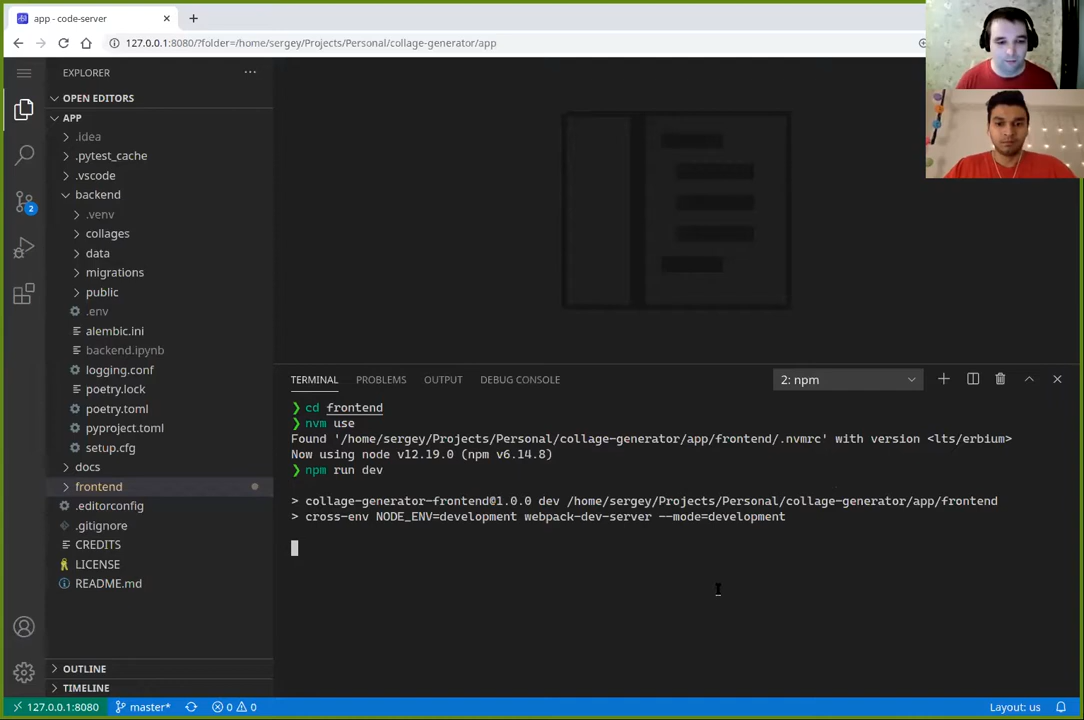 app - code-server
127.0.0.1:8080/?folder=/home/sergey/Projects/Personal/collage-generator/app
EXPLORER
OPEN EDITORS
APP
.idea
.pytest_cache
.vscode
backend
.venv
collages
data
migrations
public
.env
alembic.ini
backend.ipynb
logging.conf
poetry.lock
poetry.toml
pyproject.toml
setup.cfg
docs
frontend
.editorconfig
.gitignore
CREDITS
LICENSE
README.md
OUTLINE
TIMELINE
2
TERMINAL PROBLEMS OUTPUT DEBUG CONSOLE 2: npm
❯ cd frontend
❯ nvm use
Found '/home/sergey/Projects/Personal/collage-generator/app/frontend/.nvmrc' with version <lts/erbium>
Now using node v12.19.0 (npm v6.14.8)
❯ npm run dev
> collage-generator-frontend@1.0.0 dev /home/sergey/Projects/Personal/collage-generator/app/frontend
> cross-env NODE_ENV=development webpack-dev-server --mode=development
127.0.0.1:8080 master* 0 0 Layout: us